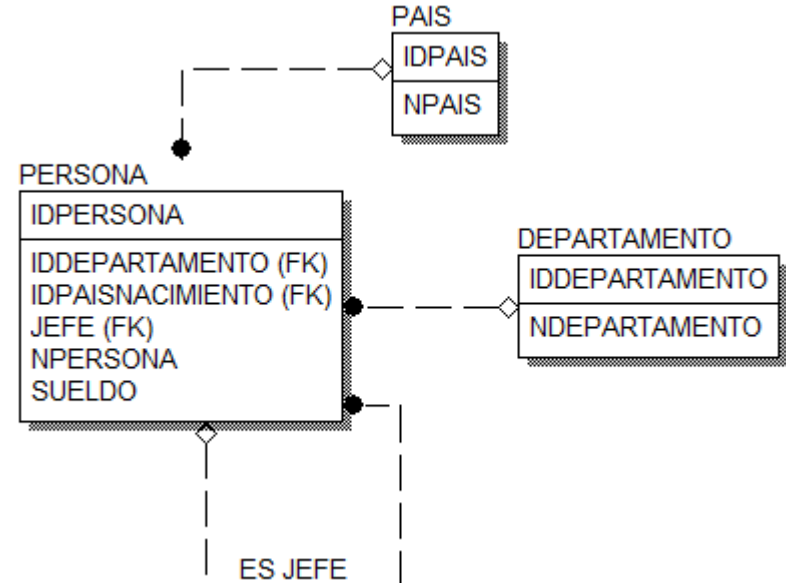 PAIS
IDPAIS
NPAIS
PERSONA
IDPERSONA
IDDEPARTAMENTO (FK)
IDPAISNACIMIENTO (FK)
JEFE (FK)
NPERSONA
SUELDO
DEPARTAMENTO
IDDEPARTAMENTO
NDEPARTAMENTO
ES JEFE